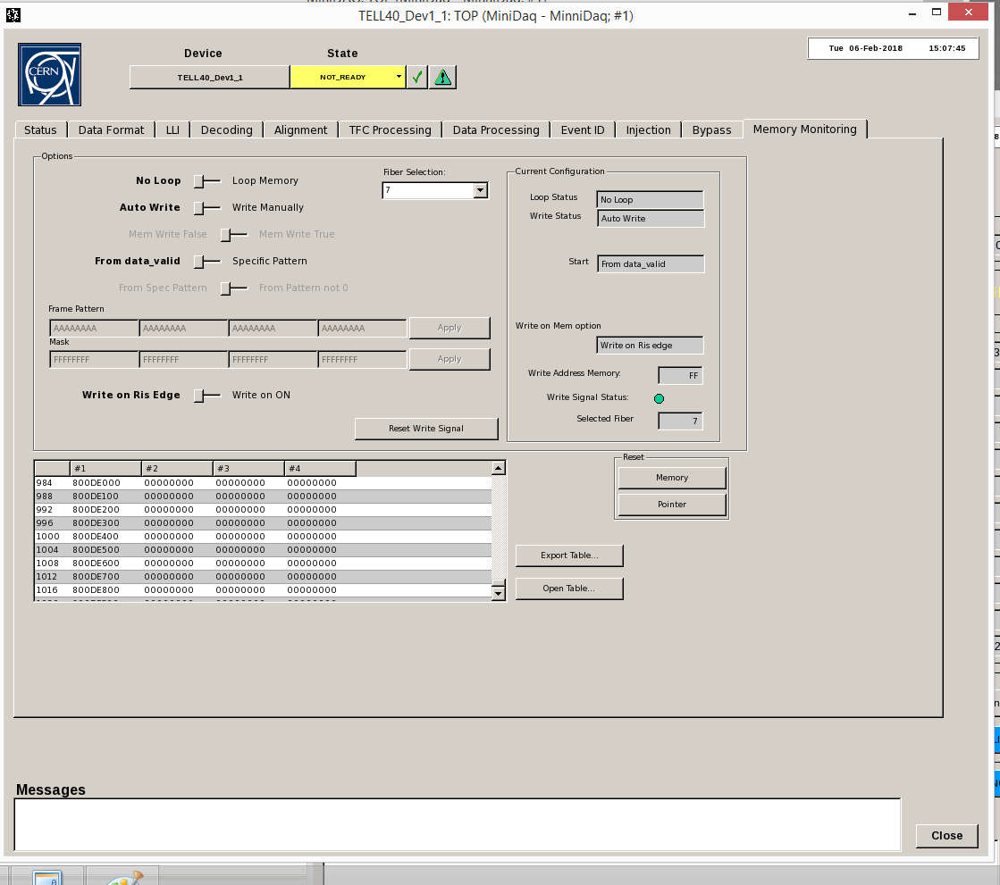 TELL40_Dev1_1: TOP (MiniDaq - MinniDaq; #1)
CERN
Device State
TELL40_Dev1_1 NOT_READY
Tue 06-Feb-2018 15:07:45
Status Data Format LLI Decoding Alignment TFC Processing Data Processing Event ID Injection Bypass Memory Monitoring
Options
No Loop Loop Memory
Auto Write Write Manually
Mem Write False Mem Write True
From data_valid Specific Pattern
From Spec Pattern From Pattern not 0
Fiber Selection:
7
Frame Pattern
AAAAAAAA AAAAAAAA AAAAAAAA AAAAAAAA Apply
Mask
FFFFFFFF FFFFFFFF FFFFFFFF FFFFFFFF Apply
Write on Ris Edge Write on ON
Reset Write Signal
Current Configuration
Loop Status No Loop
Write Status Auto Write
Start From data_valid
Write on Mem option
Write on Ris edge
Write Address Memory: FF
Write Signal Status:
Selected Fiber 7
#1 #2 #3 #4
984 800DE000 00000000 00000000 00000000
988 800DE100 00000000 00000000 00000000
992 800DE200 00000000 00000000 00000000
996 800DE300 00000000 00000000 00000000
1000 800DE400 00000000 00000000 00000000
1004 800DE500 00000000 00000000 00000000
1008 800DE600 00000000 00000000 00000000
1012 800DE700 00000000 00000000 00000000
1016 800DE800 00000000 00000000 00000000
Reset
Memory
Pointer
Export Table...
Open Table...
Messages
Close